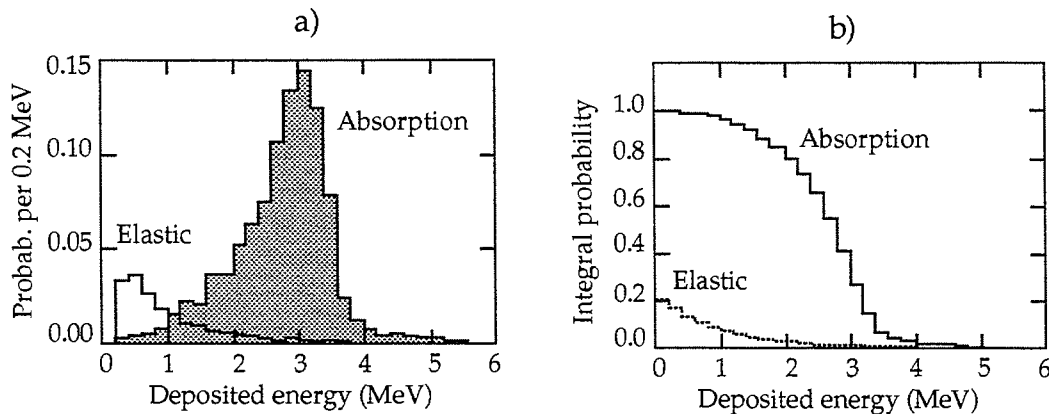 a)
Probab. per 0.2 MeV
0.15
0.10
0.05
0.00
Absorption
Elastic
0 1 2 3 4 5 6
Deposited energy (MeV)
b)
Integral probability
1.0
0.8
0.6
0.4
0.2
0.0
Absorption
Elastic
0 1 2 3 4 5 6
Deposited energy (MeV)